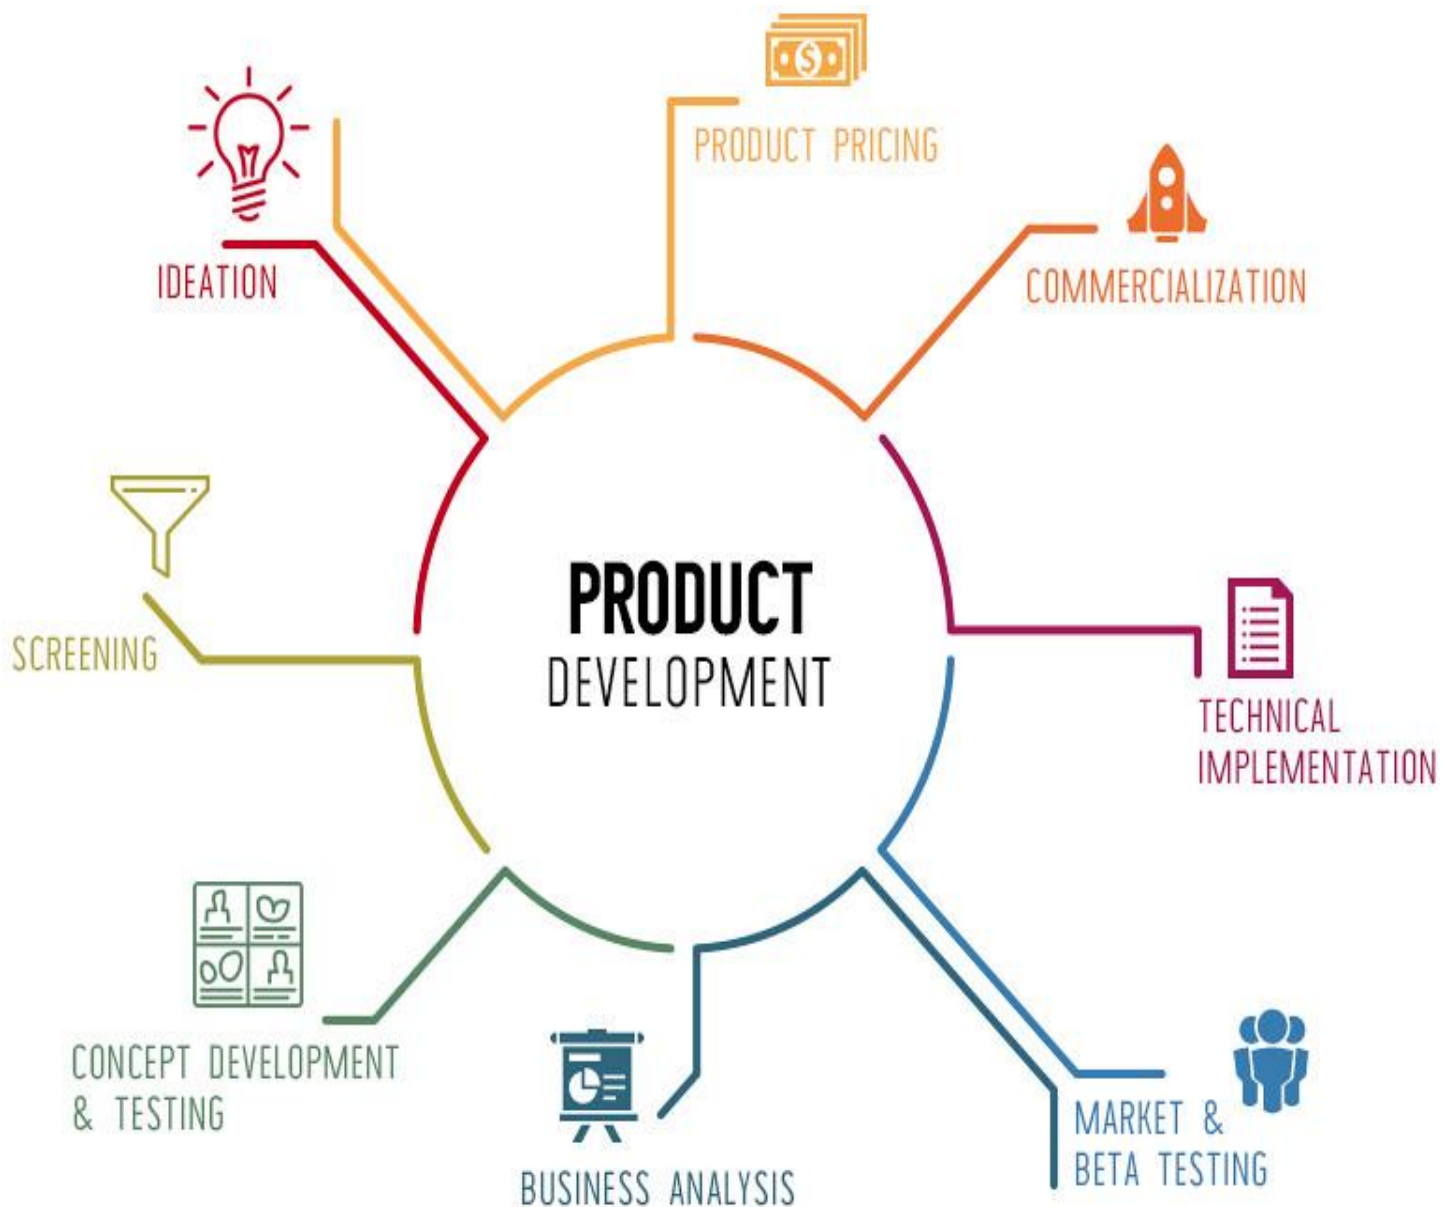 PRODUCT PRICING
IDEATION
COMMERCIALIZATION
PRODUCT
DEVELOPMENT
SCREENING
TECHNICAL
IMPLEMENTATION
CONCEPT DEVELOPMENT
& TESTING
BUSINESS ANALYSIS
MARKET &
BETA TESTING